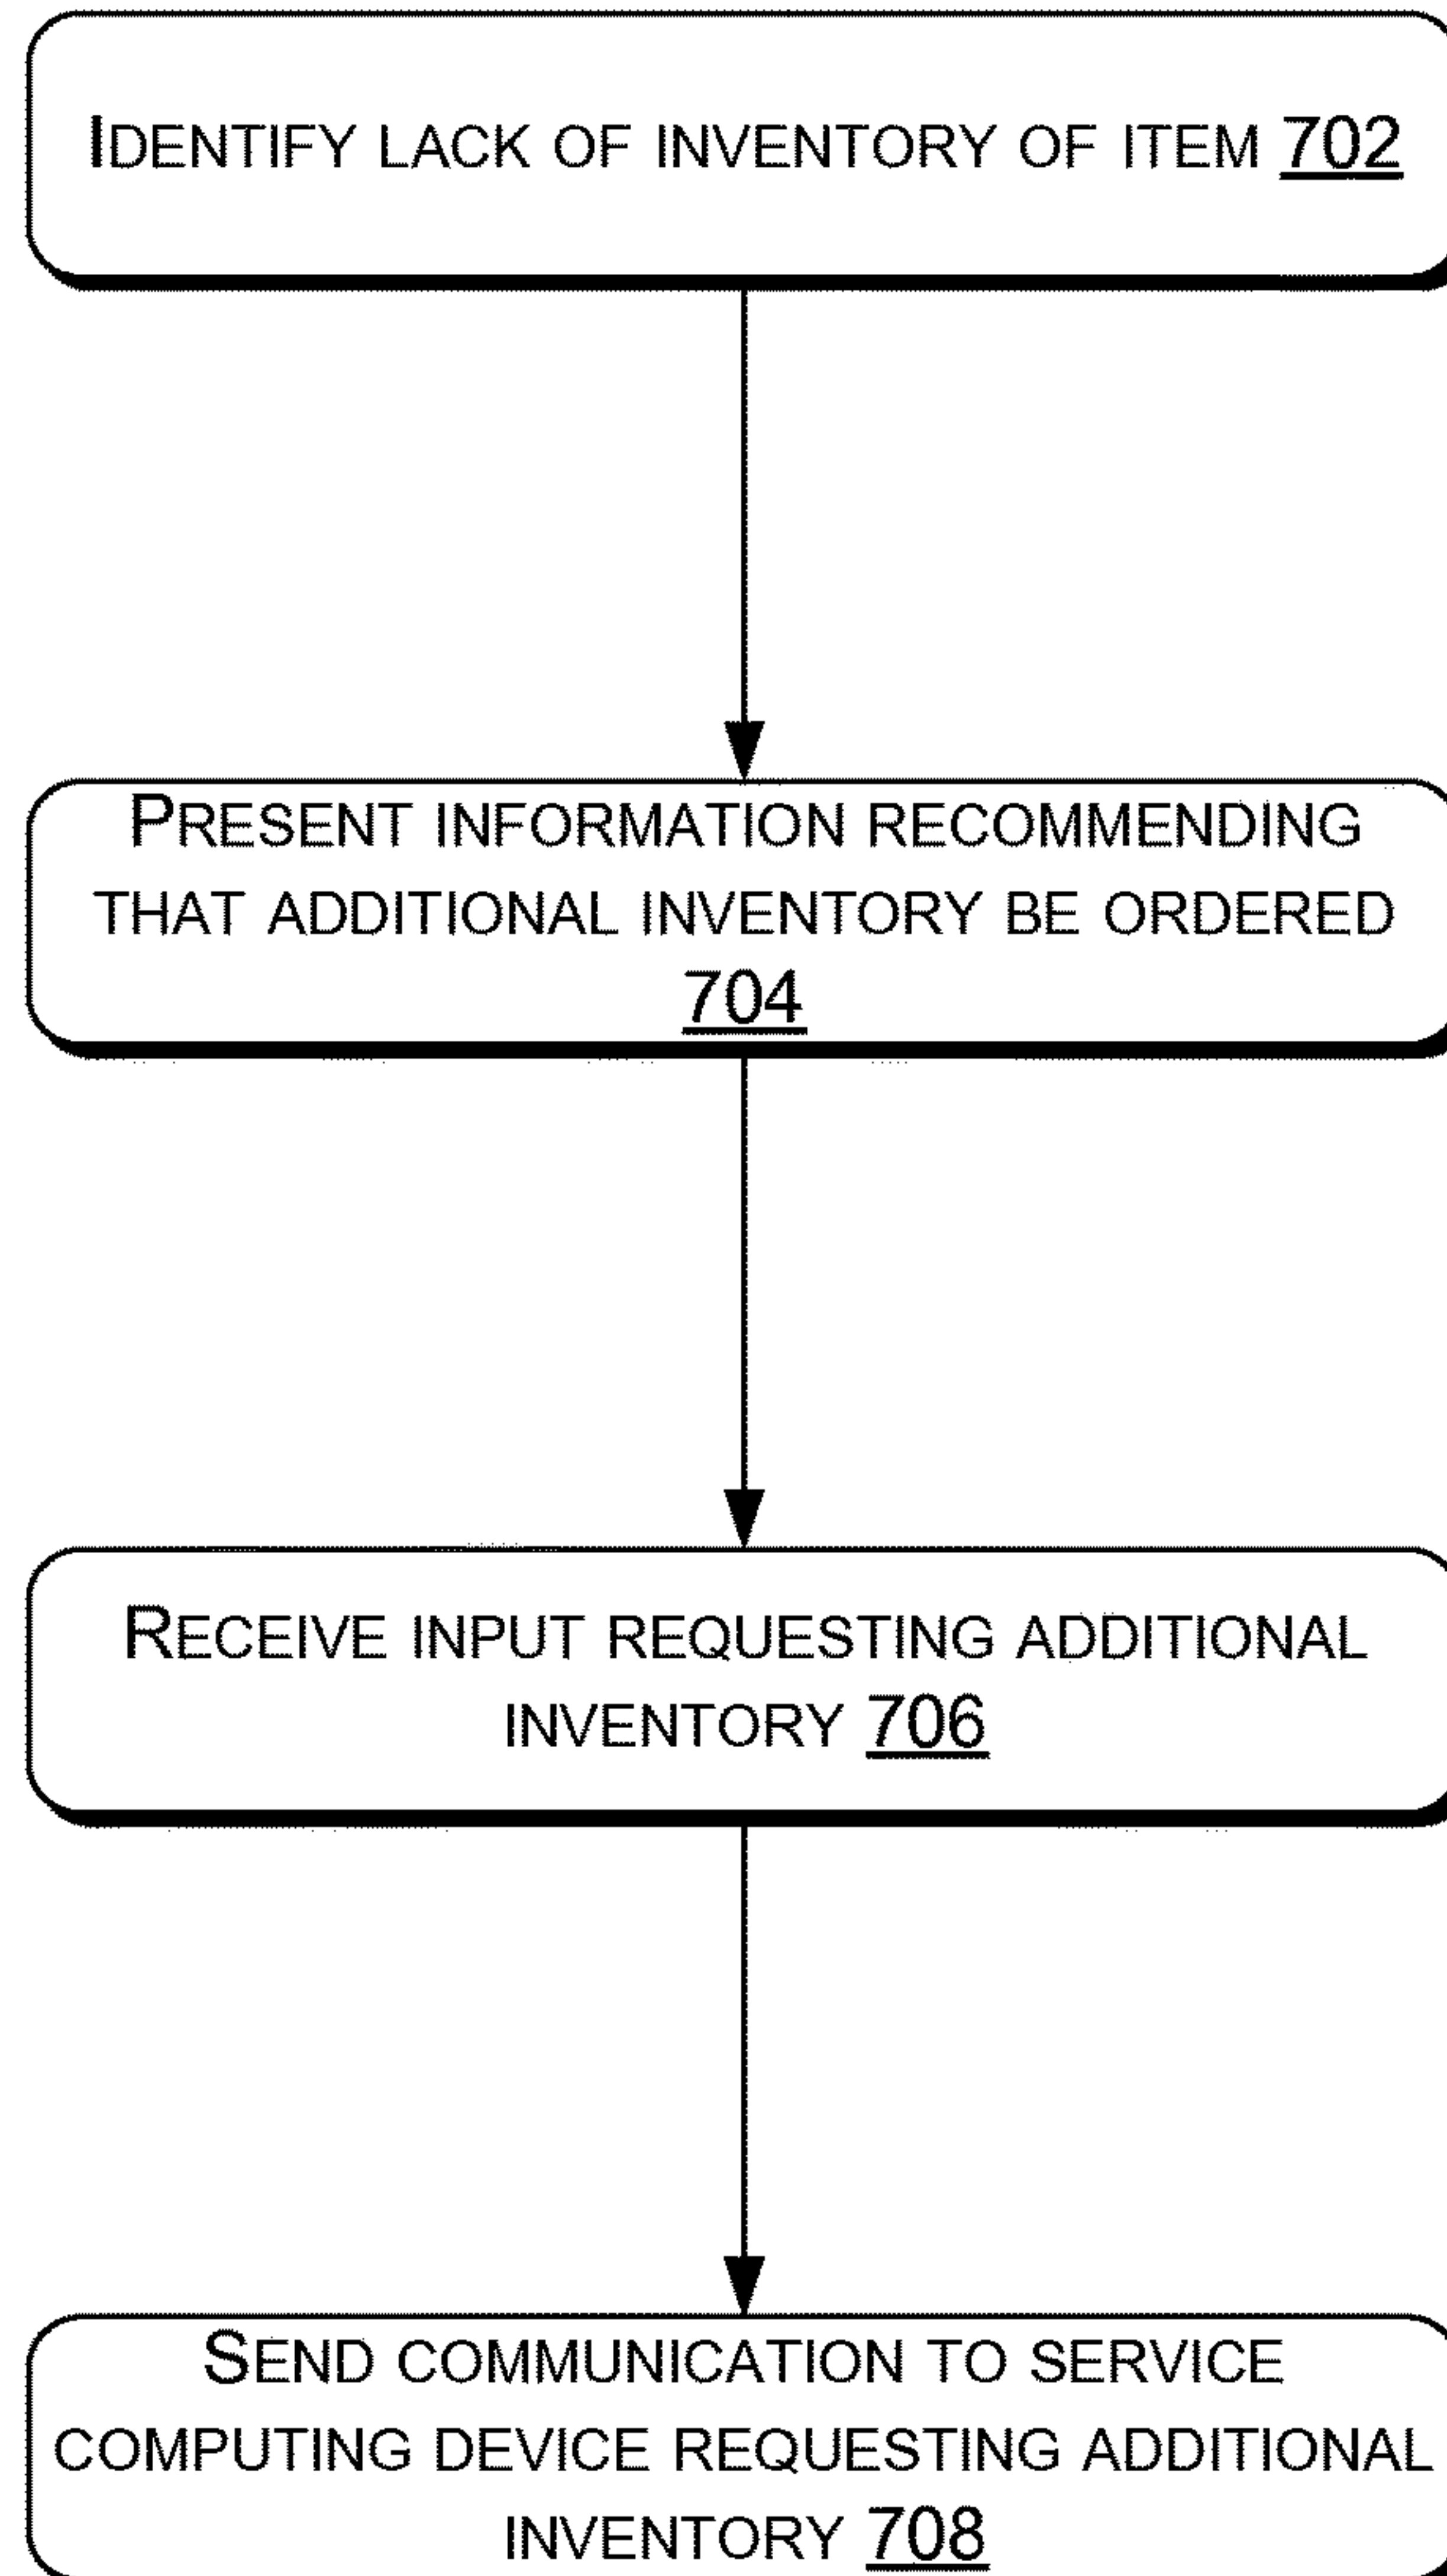 IDENTIFY LACK OF INVENTORY OF ITEM 702
PRESENT INFORMATION RECOMMENDING
THAT ADDITIONAL INVENTORY BE ORDERED
704
RECEIVE INPUT REQUESTING ADDITIONAL
INVENTORY 706
SEND COMMUNICATION TO SERVICE
COMPUTING DEVICE REQUESTING ADDITIONAL
INVENTORY 708